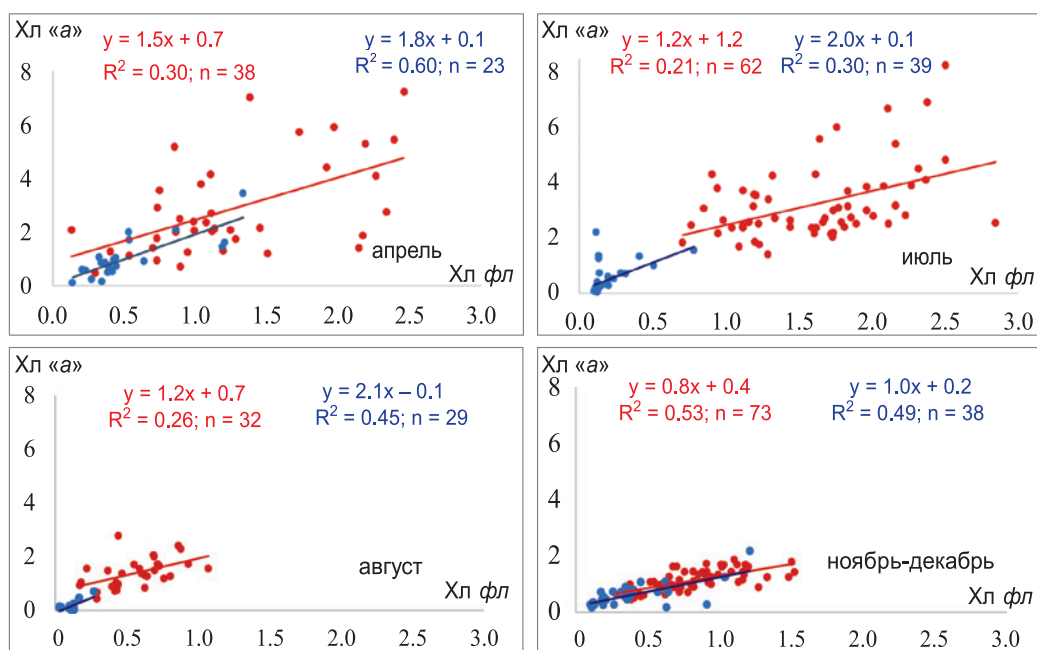 Хл «а»
y = 1.5x + 0.7
R² = 0.30; n = 38
y = 1.8x + 0.1
R² = 0.60; n = 23
8
6
4
2
0
апрель
Хл фл
0.0 0.5 1.0 1.5 2.0 2.5 3.0
Хл «а»
y = 1.2x + 1.2
R² = 0.21; n = 62
y = 2.0x + 0.1
R² = 0.30; n = 39
8
6
4
2
0
июль
Хл фл
0.0 0.5 1.0 1.5 2.0 2.5 3.0
Хл «а»
y = 1.2x + 0.7
R² = 0.26; n = 32
y = 2.1x – 0.1
R² = 0.45; n = 29
8
6
4
2
0
август
Хл фл
0.0 0.5 1.0 1.5 2.0 2.5 3.0
Хл «а»
y = 0.8x + 0.4
R² = 0.53; n = 73
y = 1.0x + 0.2
R² = 0.49; n = 38
8
6
4
2
0
ноябрь-декабрь
Хл фл
0.0 0.5 1.0 1.5 2.0 2.5 3.0